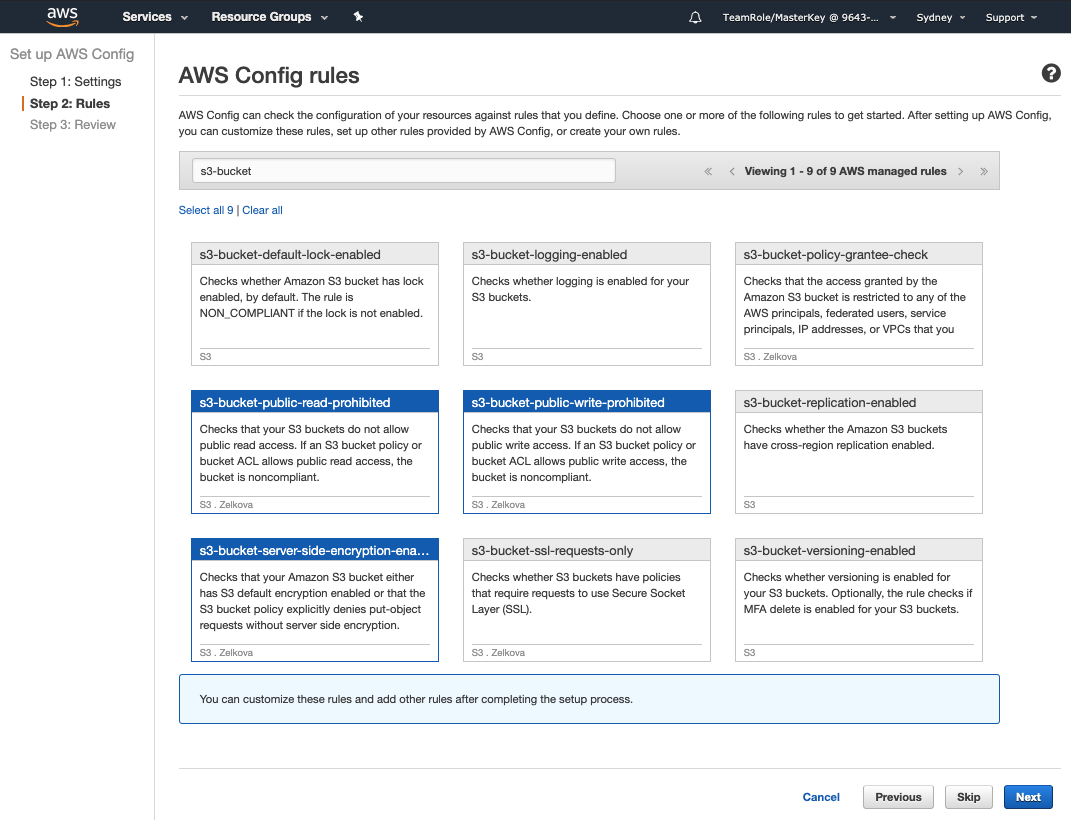 aws Services Resource Groups TeamRole/MasterKey @ 9643-... Sydney Support
Set up AWS Config
Step 1: Settings
Step 2: Rules
Step 3: Review
AWS Config rules
?
AWS Config can check the configuration of your resources against rules that you define. Choose one or more of the following rules to get started. After setting up AWS Config,
you can customize these rules, set up other rules provided by AWS Config, or create your own rules.
s3-bucket
« ‹ Viewing 1 - 9 of 9 AWS managed rules › »
Select all 9 | Clear all
s3-bucket-default-lock-enabled
Checks whether Amazon S3 bucket has lock
enabled, by default. The rule is
NON_COMPLIANT if the lock is not enabled.
S3
s3-bucket-logging-enabled
Checks whether logging is enabled for your
S3 buckets.
S3
s3-bucket-policy-grantee-check
Checks that the access granted by the
Amazon S3 bucket is restricted to any of the
AWS principals, federated users, service
principals, IP addresses, or VPCs that you
S3 . Zelkova
s3-bucket-public-read-prohibited
Checks that your S3 buckets do not allow
public read access. If an S3 bucket policy or
bucket ACL allows public read access, the
bucket is noncompliant.
S3 . Zelkova
s3-bucket-public-write-prohibited
Checks that your S3 buckets do not allow
public write access. If an S3 bucket policy or
bucket ACL allows public write access, the
bucket is noncompliant.
S3 . Zelkova
s3-bucket-replication-enabled
Checks whether the Amazon S3 buckets
have cross-region replication enabled.
S3
s3-bucket-server-side-encryption-ena...
Checks that your Amazon S3 bucket either
has S3 default encryption enabled or that the
S3 bucket policy explicitly denies put-object
requests without server side encryption.
S3 . Zelkova
s3-bucket-ssl-requests-only
Checks whether S3 buckets have policies
that require requests to use Secure Socket
Layer (SSL).
S3 . Zelkova
s3-bucket-versioning-enabled
Checks whether versioning is enabled for
your S3 buckets. Optionally, the rule checks if
MFA delete is enabled for your S3 buckets.
S3
You can customize these rules and add other rules after completing the setup process.
Cancel Previous Skip Next